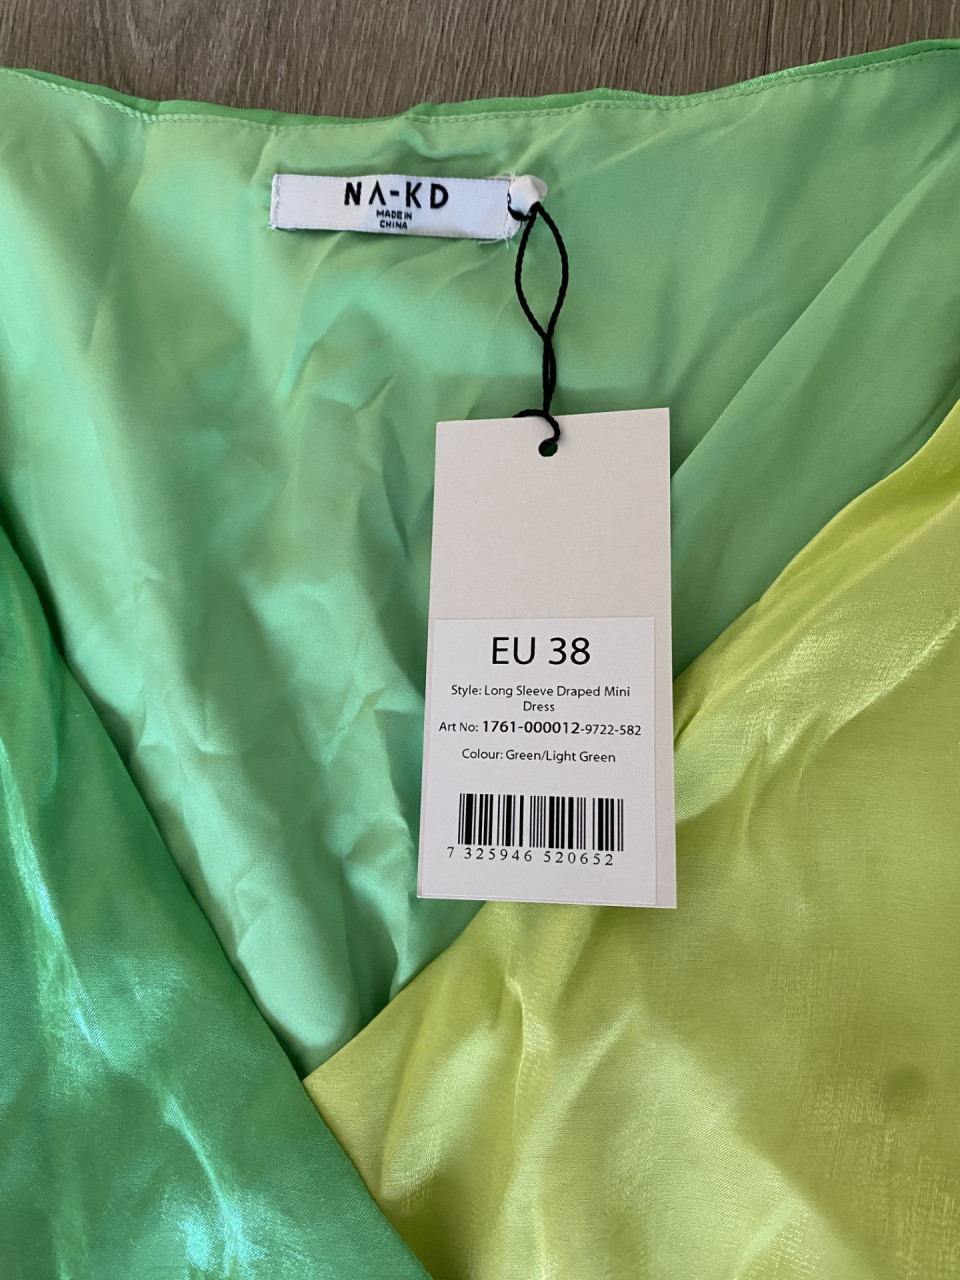 NA-KD
MADE IN
CHINA
EU 38
Style: Long Sleeve Draped Mini
Dress
Art No: 1761-000012-9722-582
Colour: Green/Light Green
7 325946 520652